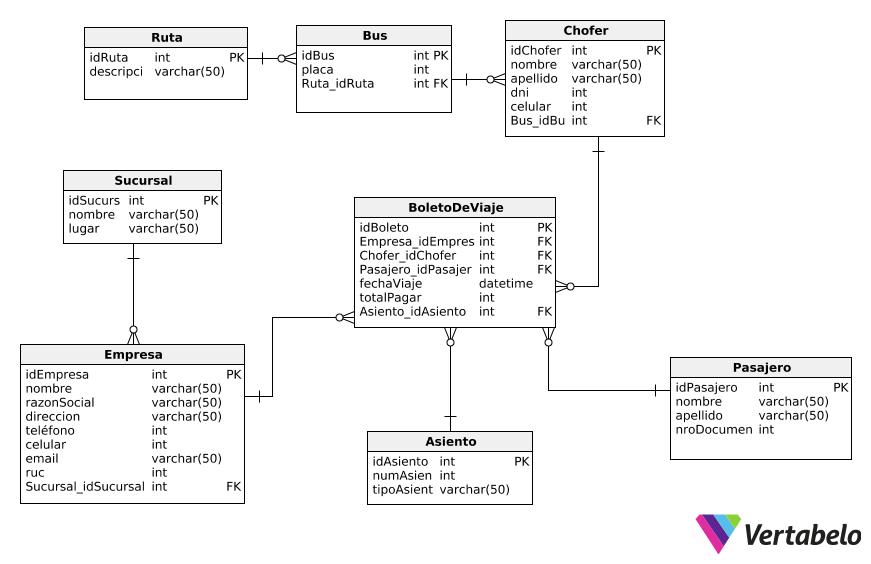 Ruta
idRuta int PK
descripci varchar(50)
Bus
idBus int PK
placa int
Ruta_idRuta int FK
Chofer
idChofer int PK
nombre varchar(50)
apellido varchar(50)
dni int
celular int
Bus_idBu int FK
Sucursal
idSucurs int PK
nombre varchar(50)
lugar varchar(50)
BoletoDeViaje
idBoleto int PK
Empresa_idEmpres int FK
Chofer_idChofer int FK
Pasajero_idPasajer int FK
fechaViaje datetime
totalPagar int
Asiento_idAsiento int FK
Empresa
idEmpresa int PK
nombre varchar(50)
razonSocial varchar(50)
direccion varchar(50)
teléfono int
celular int
email varchar(50)
ruc int
Sucursal_idSucursal int FK
Asiento
idAsiento int PK
numAsien int
tipoAsient varchar(50)
Pasajero
idPasajero int PK
nombre varchar(50)
apellido varchar(50)
nroDocumen int
Vertabelo